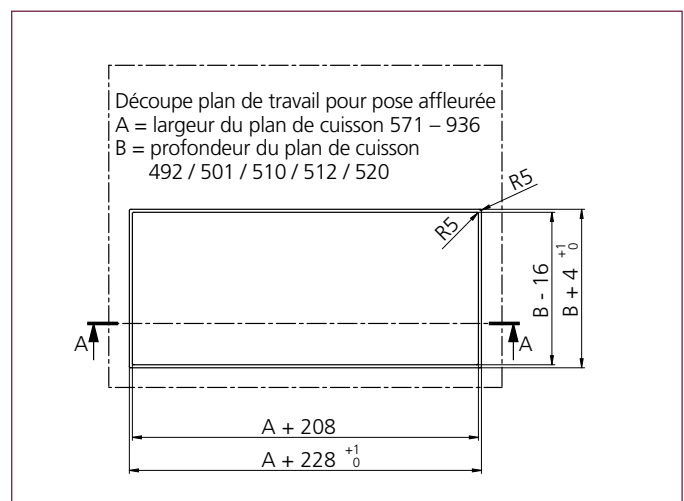 Découpe plan de travail pour pose affleurée
A = largeur du plan de cuisson 571 – 936
B = profondeur du plan de cuisson
492 / 501 / 510 / 512 / 520
R5
R5
B - 16
B + 4 +1 0
A
A
A + 208
A + 228 +1 0